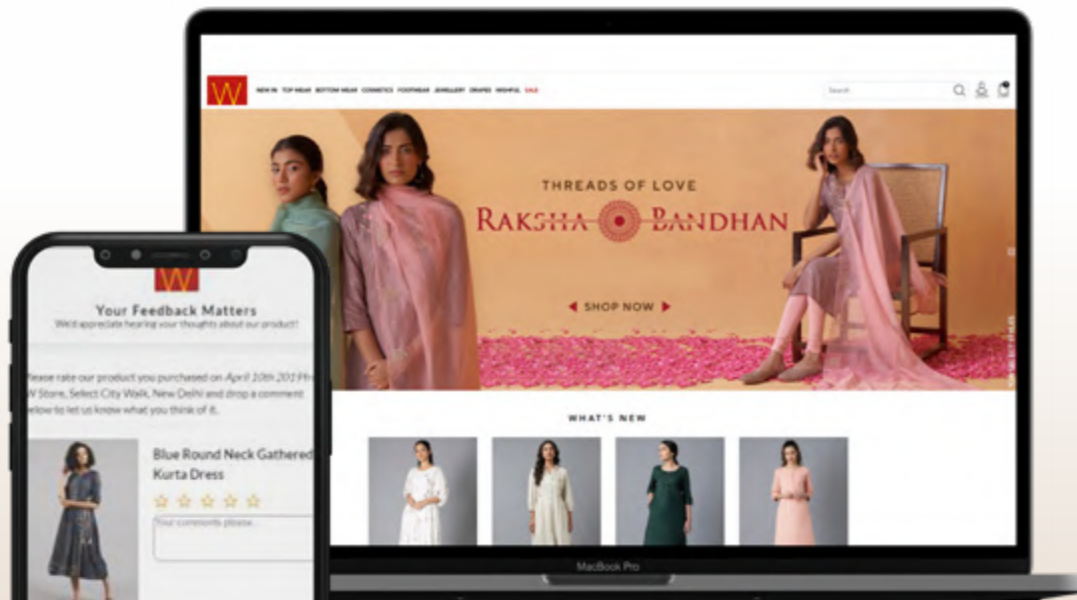 W
NEW IN TOP WEAR BOTTOM WEAR COSMETICS FOOTWEAR JEWELLERY DRAPES WISHFUL SALE
Search
THREADS OF LOVE
RAKSHA BANDHAN
SHOP NOW
WHAT'S NEW
MacBook Pro
W
Your Feedback Matters
We'd appreciate hearing your thoughts about our product!
Please rate our product you purchased on April 10th 2019
W Store, Select City Walk, New Delhi and drop a comment
below to let us know what you think of it.
Blue Round Neck Gathered
Kurta Dress
Your comments please...